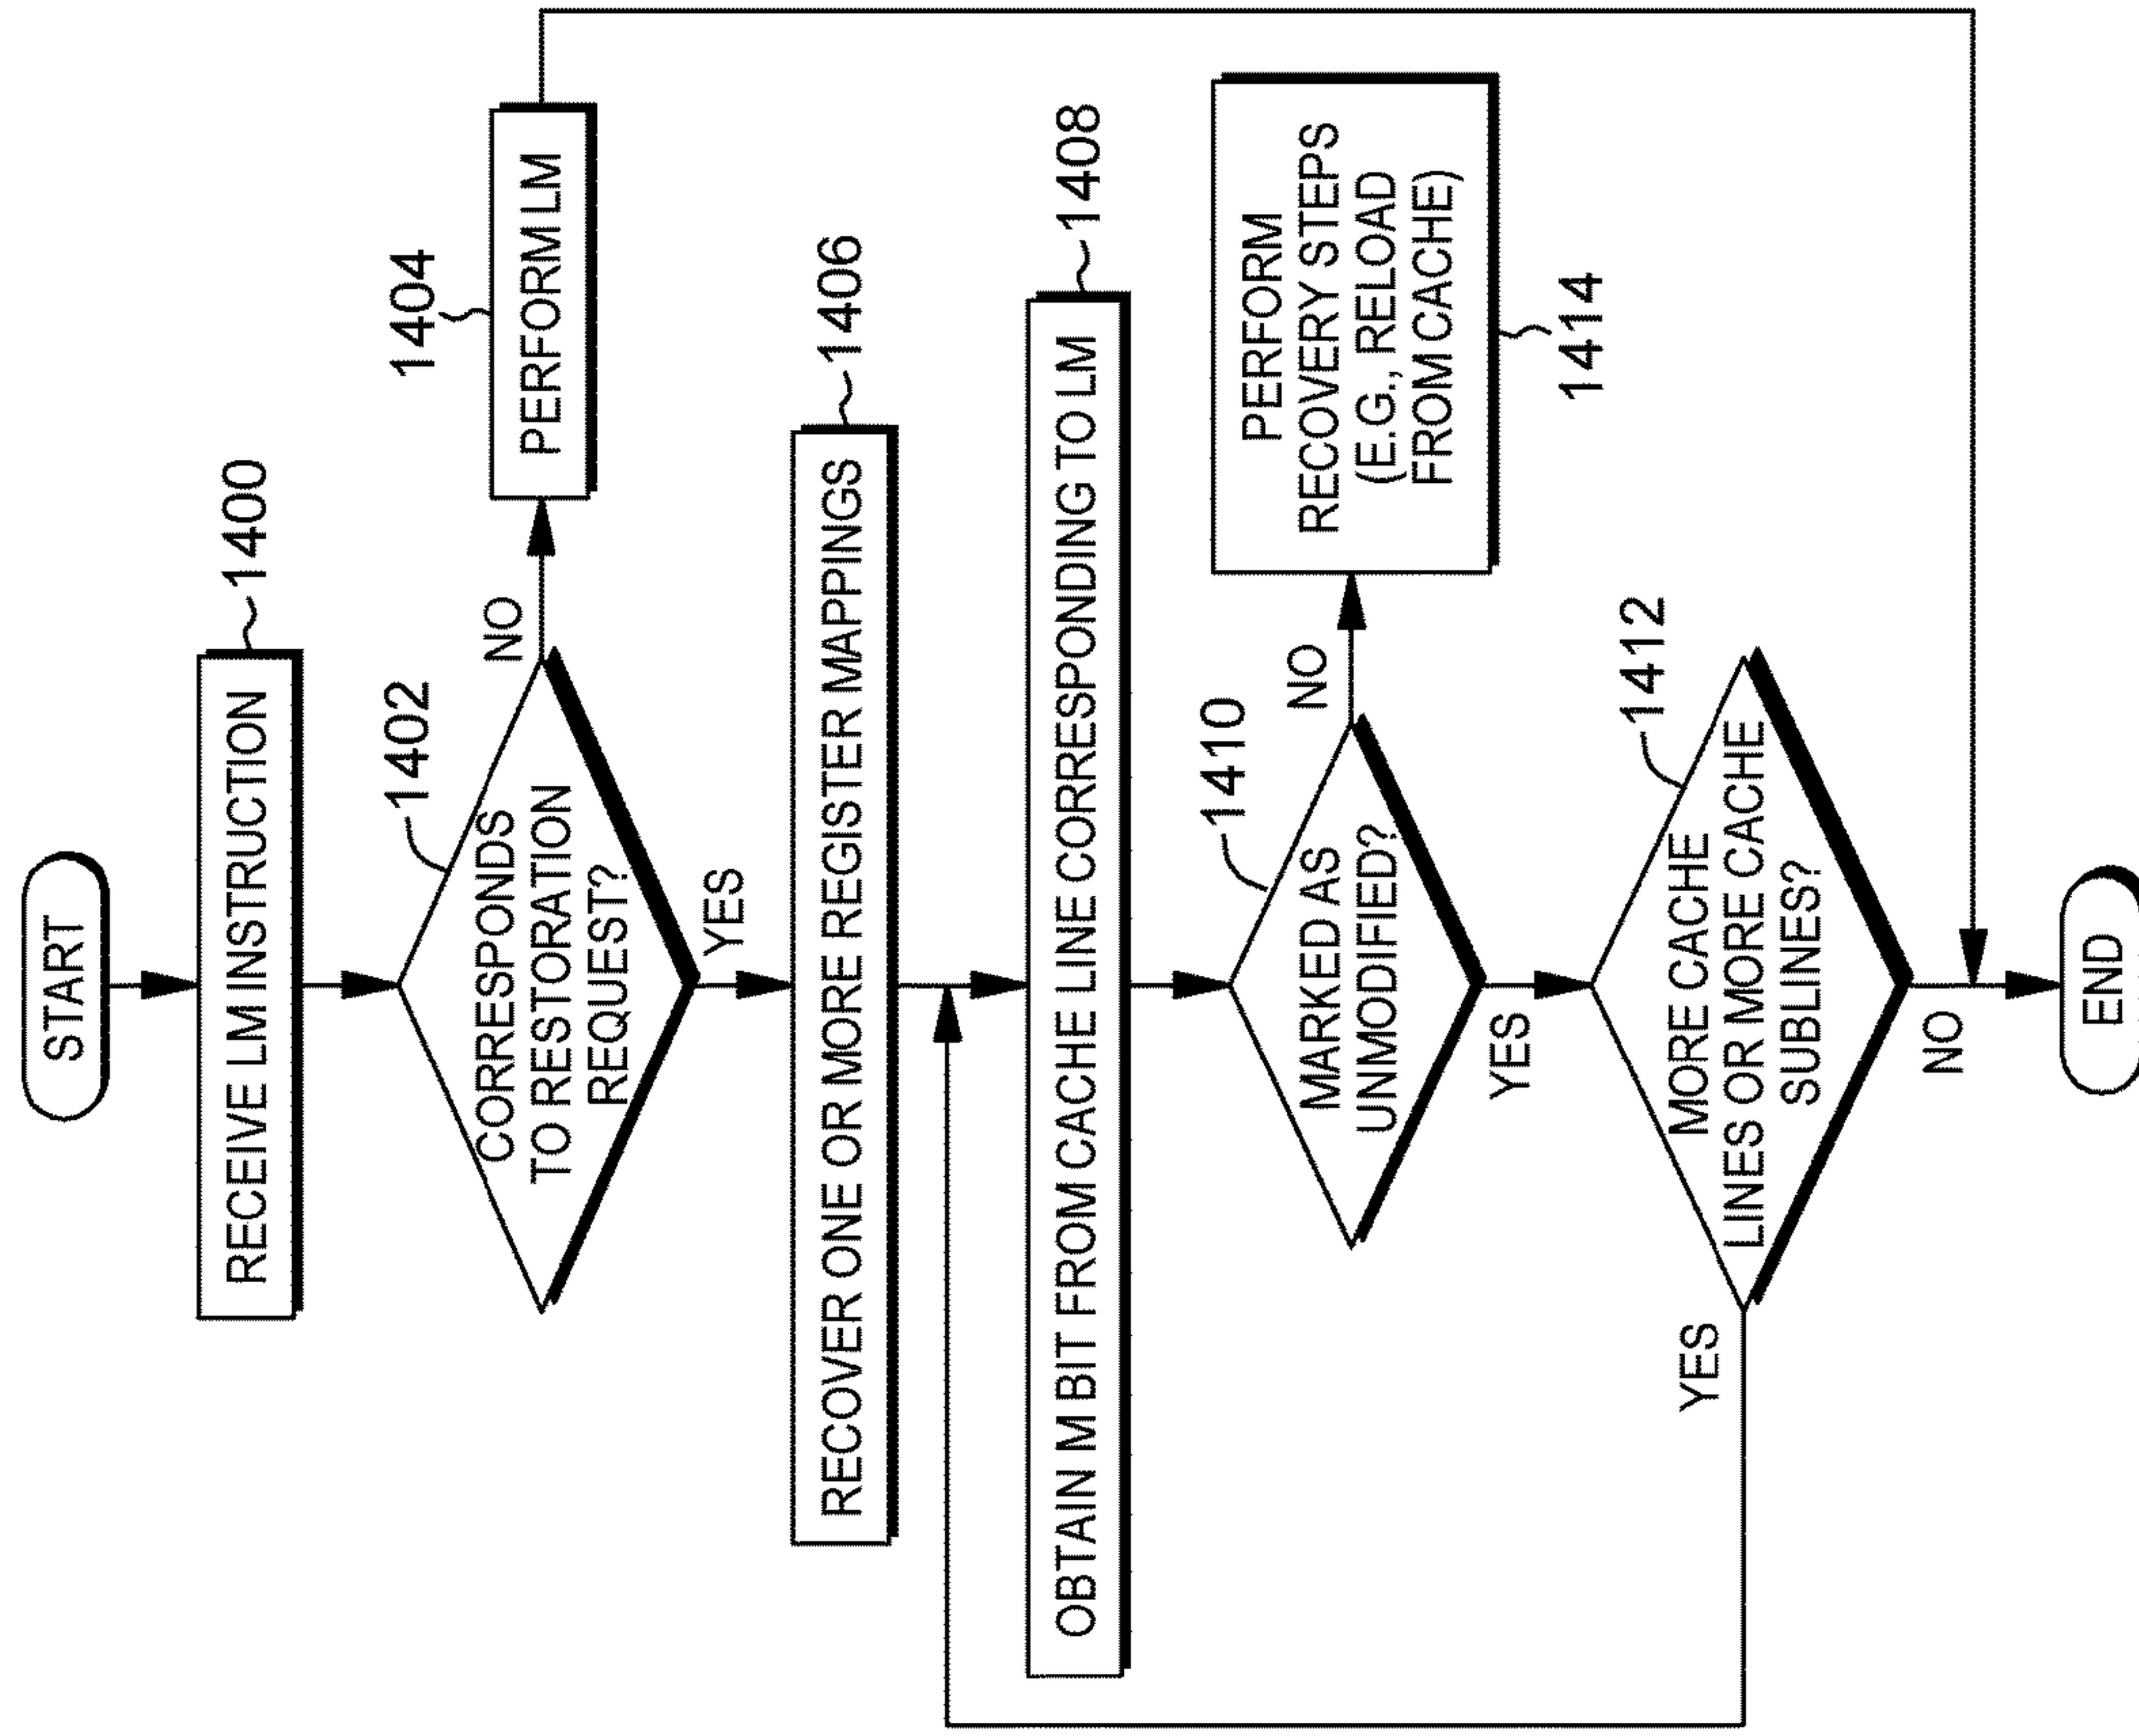 START
RECEIVE LM INSTRUCTION
1400
CORRESPONDS
TO RESTORATION
REQUEST?
1402
NO
PERFORM LM
1404
YES
RECOVER ONE OR MORE REGISTER MAPPINGS
1406
OBTAIN M BIT FROM CACHE LINE CORRESPONDING TO LM
1408
MARKED AS
UNMODIFIED?
1410
NO
PERFORM
RECOVERY STEPS
(E.G., RELOAD
FROM CACHE)
1414
YES
MORE CACHE
LINES OR MORE CACHE
SUBLINES?
1412
YES
NO
END